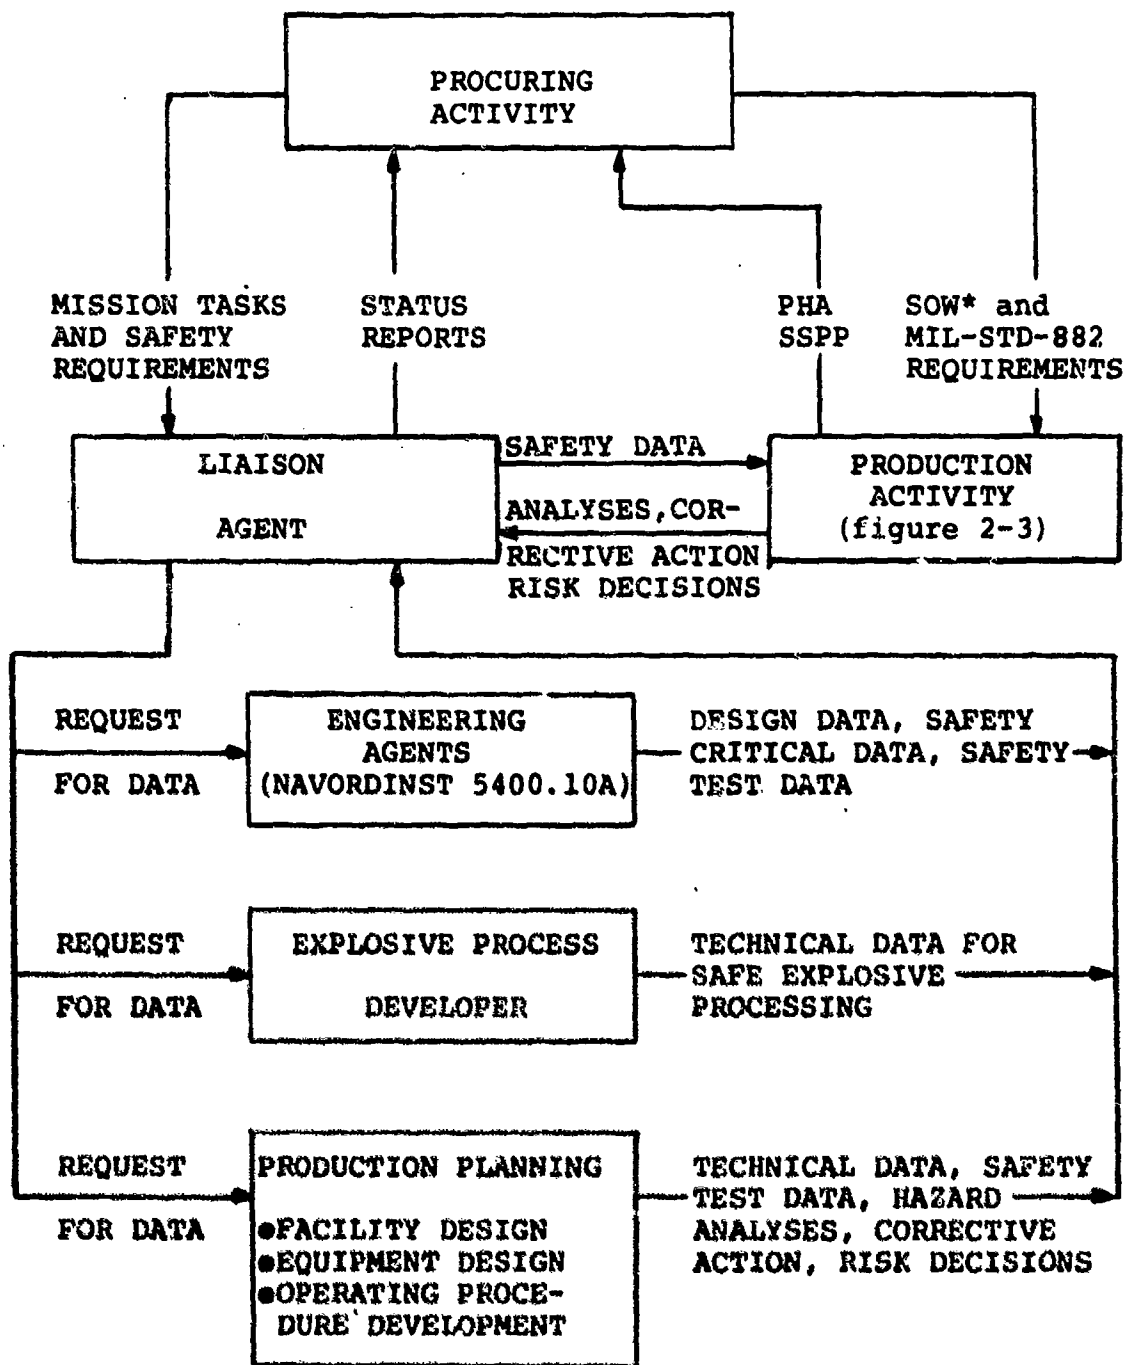 PROCURING
ACTIVITY
MISSION TASKS
AND SAFETY
REQUIREMENTS
STATUS
REPORTS
PHA
SSPP
SOW* and
MIL-STD-882
REQUIREMENTS
LIAISON
AGENT
SAFETY DATA
ANALYSES,COR-
RECTIVE ACTION
RISK DECISIONS
PRODUCTION
ACTIVITY
(figure 2-3)
REQUEST
FOR DATA
ENGINEERING
AGENTS
(NAVORDINST 5400.10A)
DESIGN DATA, SAFETY
CRITICAL DATA, SAFETY
TEST DATA
REQUEST
FOR DATA
EXPLOSIVE PROCESS
DEVELOPER
TECHNICAL DATA FOR
SAFE EXPLOSIVE
PROCESSING
REQUEST
FOR DATA
PRODUCTION PLANNING
●FACILITY DESIGN
●EQUIPMENT DESIGN
●OPERATING PROCE-
DURE DEVELOPMENT
TECHNICAL DATA, SAFETY
TEST DATA, HAZARD
ANALYSES, CORRECTIVE
ACTION, RISK DECISIONS